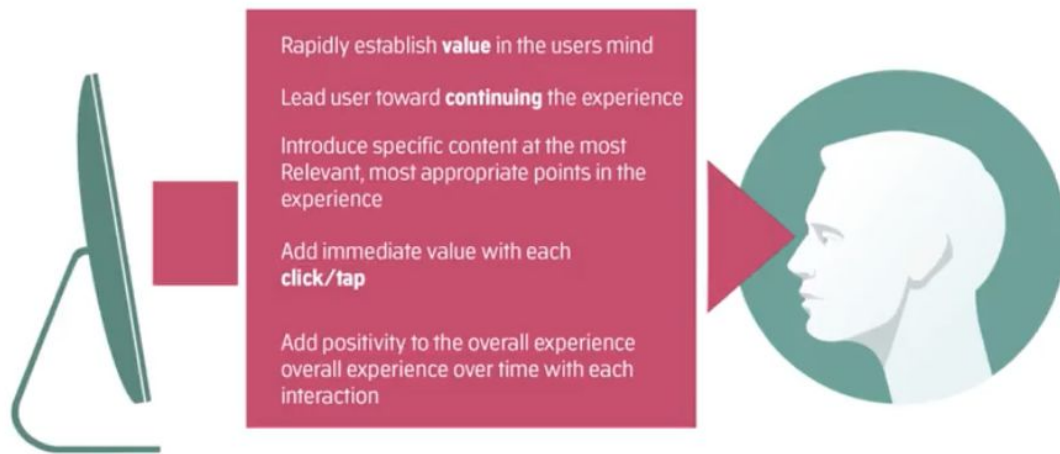 Rapidly establish value in the users mind
Lead user toward continuing the experience
Introduce specific content at the most
Relevant, most appropriate points in the
experience
Add immediate value with each
click/tap
Add positivity to the overall experience
overall experience over time with each
interaction